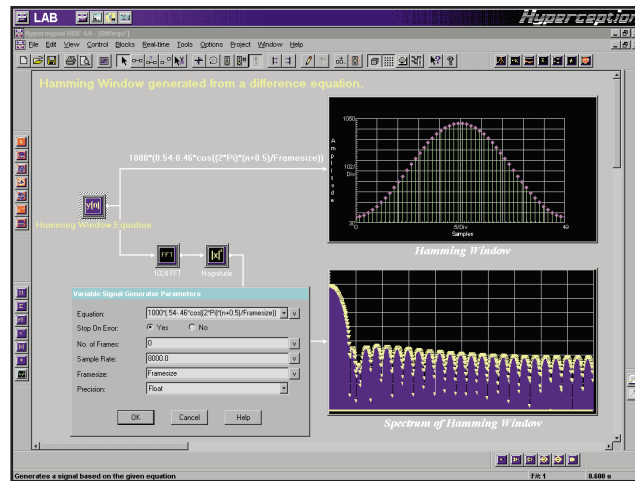 LAB
Hyperception
Hypersignal RIDE 4.0 - [Diffequ*]
File Edit View Control Blocks Real-time Tools Options Project Window Help
Hamming Window generated from a difference equation.
1050
Amplitude
102/
Div
30
0
5/Div
49
Samples
Hamming Window
1000*(0.54-0.46*cos((2*Pi)*(n+0.5)/Framesize))
y[n]
Hamming Window Equation
FFT
1024 FFT
|x|²
Magnitude
Variable Signal Generator Parameters
Equation: 1000*(.54-.46*cos((2*Pi)*(n+0.5)/Framesize))
Stop On Error: Yes No
No. of Frames: 0
Sample Rate: 8000.0
Framesize: Framesize
Precision: Float
OK Cancel Help
Spectrum of Hamming Window
Generates a signal based on the given equation
F/t: 1
0.600 s